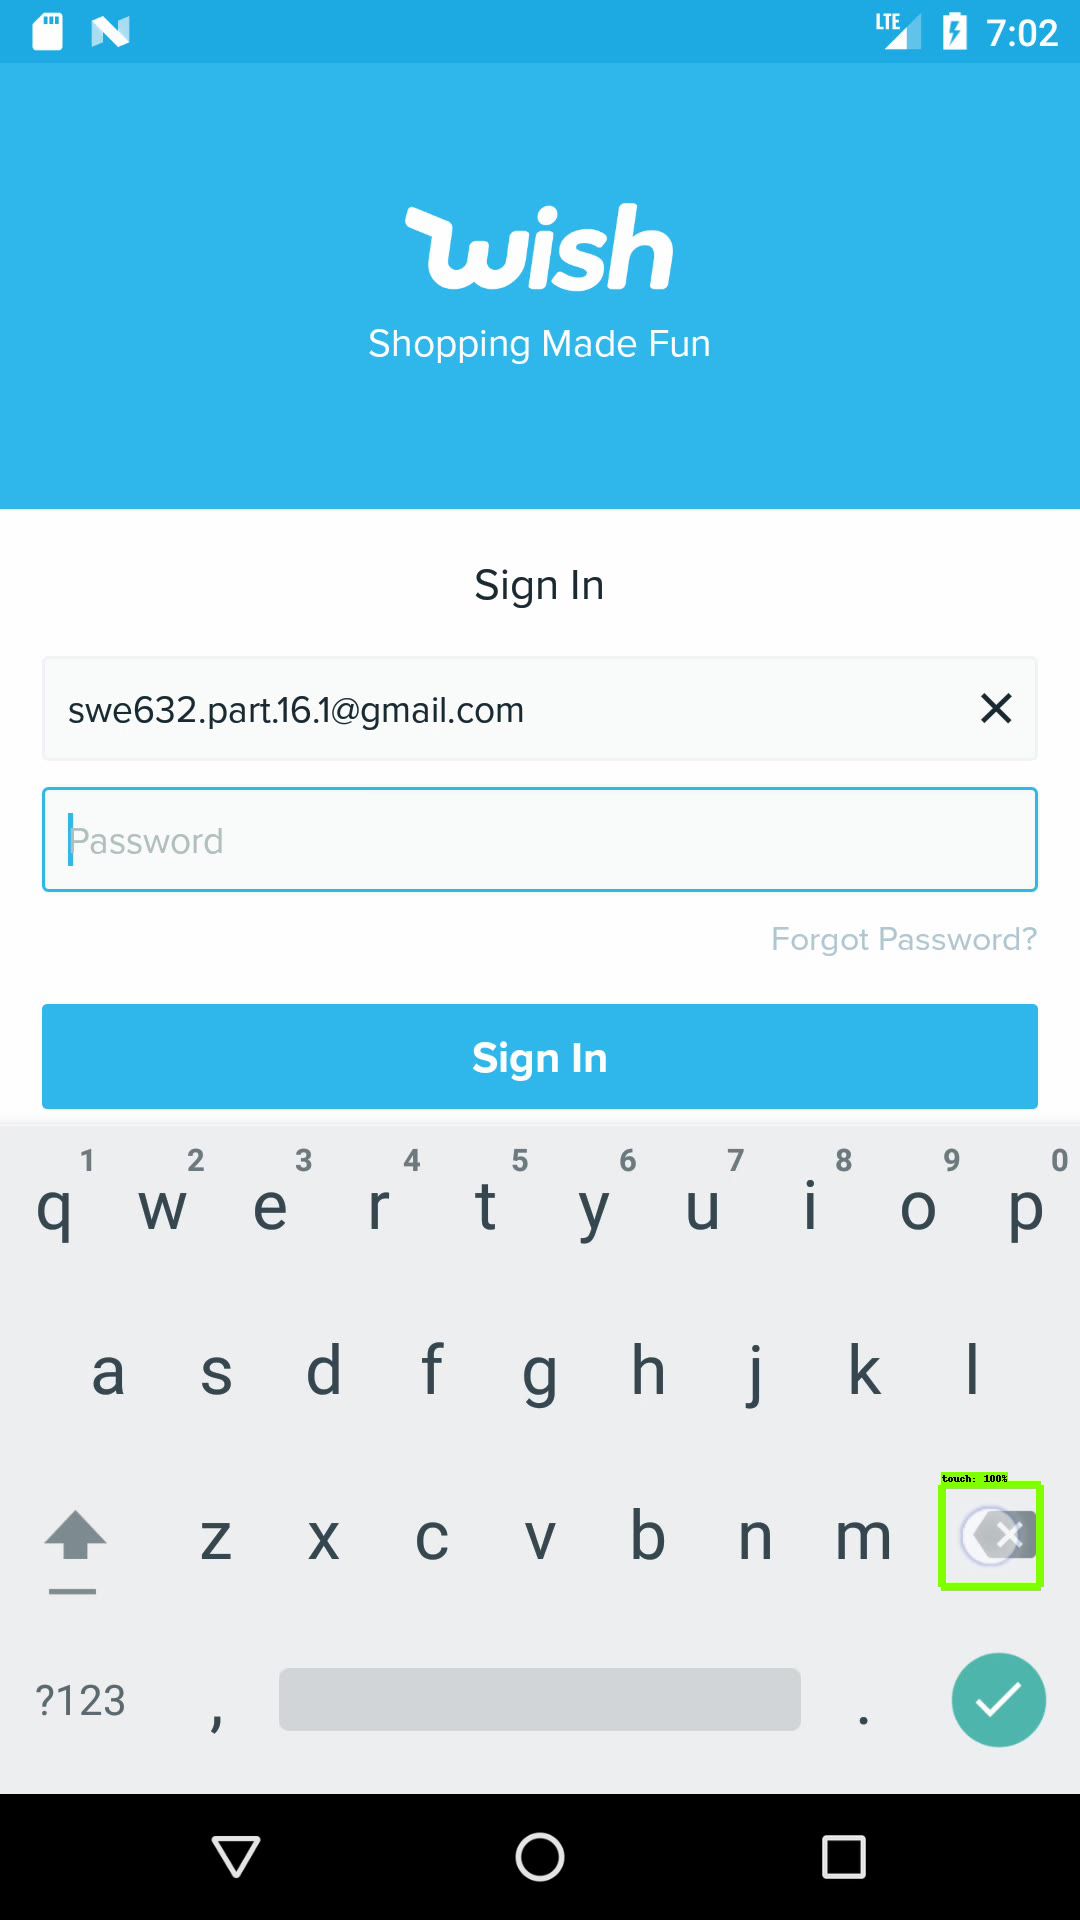 LTE 7:02
wish
Shopping Made Fun
Sign In
swe632.part.16.1@gmail.com
Password
Forgot Password?
Sign In
1 2 3 4 5 6 7 8 9 0
q w e r t y u i o p
a s d f g h j k l
touch: 100%
z x c v b n m
?123 , .